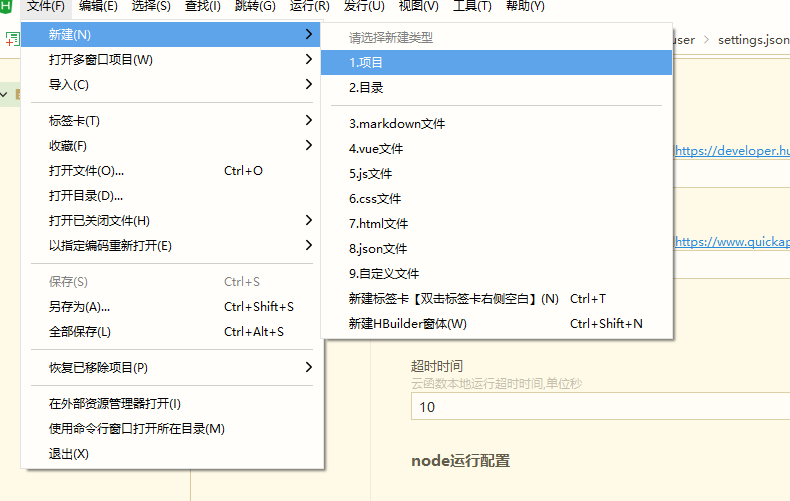 文件(F) 编辑(E) 选择(S) 查找(I) 跳转(G) 运行(R) 发行(U) 视图(V) 工具(T) 帮助(Y)
user > settings.json
新建(N)
打开多窗口项目(W)
导入(C)
标签卡(T)
收藏(F)
打开文件(O)... Ctrl+O
打开目录(D)...
打开已关闭文件(H)
以指定编码重新打开(E)
保存(S) Ctrl+S
另存为(A)... Ctrl+Shift+S
全部保存(L) Ctrl+Alt+S
恢复已移除项目(P)
在外部资源管理器打开(I)
使用命令行窗口打开所在目录(M)
退出(X)
请选择新建类型
1.项目
2.目录
3.markdown文件
4.vue文件
5.js文件
6.css文件
7.html文件
8.json文件
9.自定义文件
新建标签卡【双击标签卡右侧空白】(N) Ctrl+T
新建HBuilder窗体(W) Ctrl+Shift+N
https://developer.hu
https://www.quickap
超时时间
云函数本地运行超时时间,单位秒
10
node运行配置